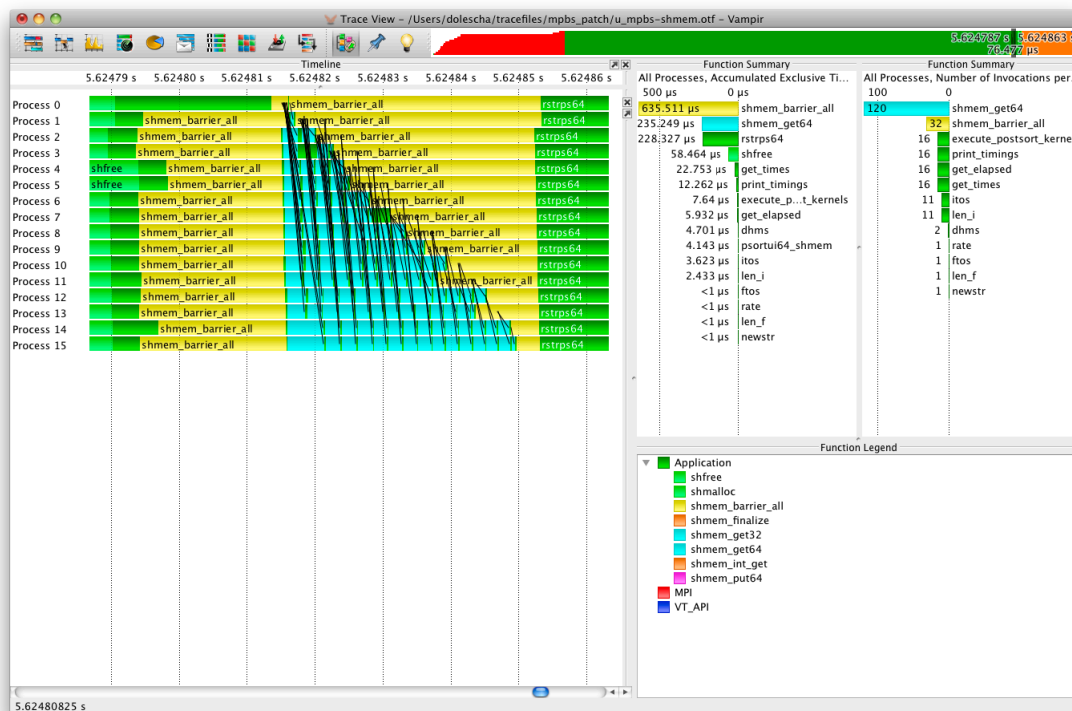 Trace View - /Users/dolescha/tracefiles/mpbs_patch/u_mpbs-shmem.otf - Vampir
5.624787 s 5.624863 s
76.477 µs
Timeline
5.62479 s 5.62480 s 5.62481 s 5.62482 s 5.62483 s 5.62484 s 5.62485 s 5.62486 s
Process 0 shmem_barrier_all rstrps64
Process 1 shmem_barrier_all shmem_barrier_all rstrps64
Process 2 shmem_barrier_all shmem_barrier_all rstrps64
Process 3 shmem_barrier_all shmem_barrier_all rstrps64
Process 4 shfree shmem_barrier_all shmem_barrier_all rstrps64
Process 5 shfree shmem_barrier_all shmem_barrier_all rstrps64
Process 6 shmem_barrier_all shmem_barrier_all rstrps64
Process 7 shmem_barrier_all shmem_barrier_all rstrps64
Process 8 shmem_barrier_all shmem_barrier_all rstrps64
Process 9 shmem_barrier_all shmem_barrier_all rstrps64
Process 10 shmem_barrier_all rstrps64
Process 11 shmem_barrier_all shmem_barrier_all rstrps64
Process 12 shmem_barrier_all rstrps64
Process 13 shmem_barrier_all rstrps64
Process 14 shmem_barrier_all rstrps64
Process 15 shmem_barrier_all rstrps64
5.62480825 s
Function Summary
All Processes, Accumulated Exclusive Ti...
500 µs 0 µs
635.511 µs shmem_barrier_all
235.249 µs shmem_get64
228.327 µs rstrps64
58.464 µs shfree
22.753 µs get_times
12.262 µs print_timings
7.64 µs execute_p...t_kernels
5.932 µs get_elapsed
4.701 µs dhms
4.143 µs psortui64_shmem
3.623 µs itos
2.433 µs len_i
<1 µs ftos
<1 µs rate
<1 µs len_f
<1 µs newstr
Function Summary
All Processes, Number of Invocations per
100 0
120 shmem_get64
32 shmem_barrier_all
16 execute_postsort_kerne
16 print_timings
16 get_elapsed
16 get_times
11 itos
11 len_i
2 dhms
1 rate
1 ftos
1 len_f
1 newstr
Function Legend
Application
shfree
shmalloc
shmem_barrier_all
shmem_finalize
shmem_get32
shmem_get64
shmem_int_get
shmem_put64
MPI
VT_API